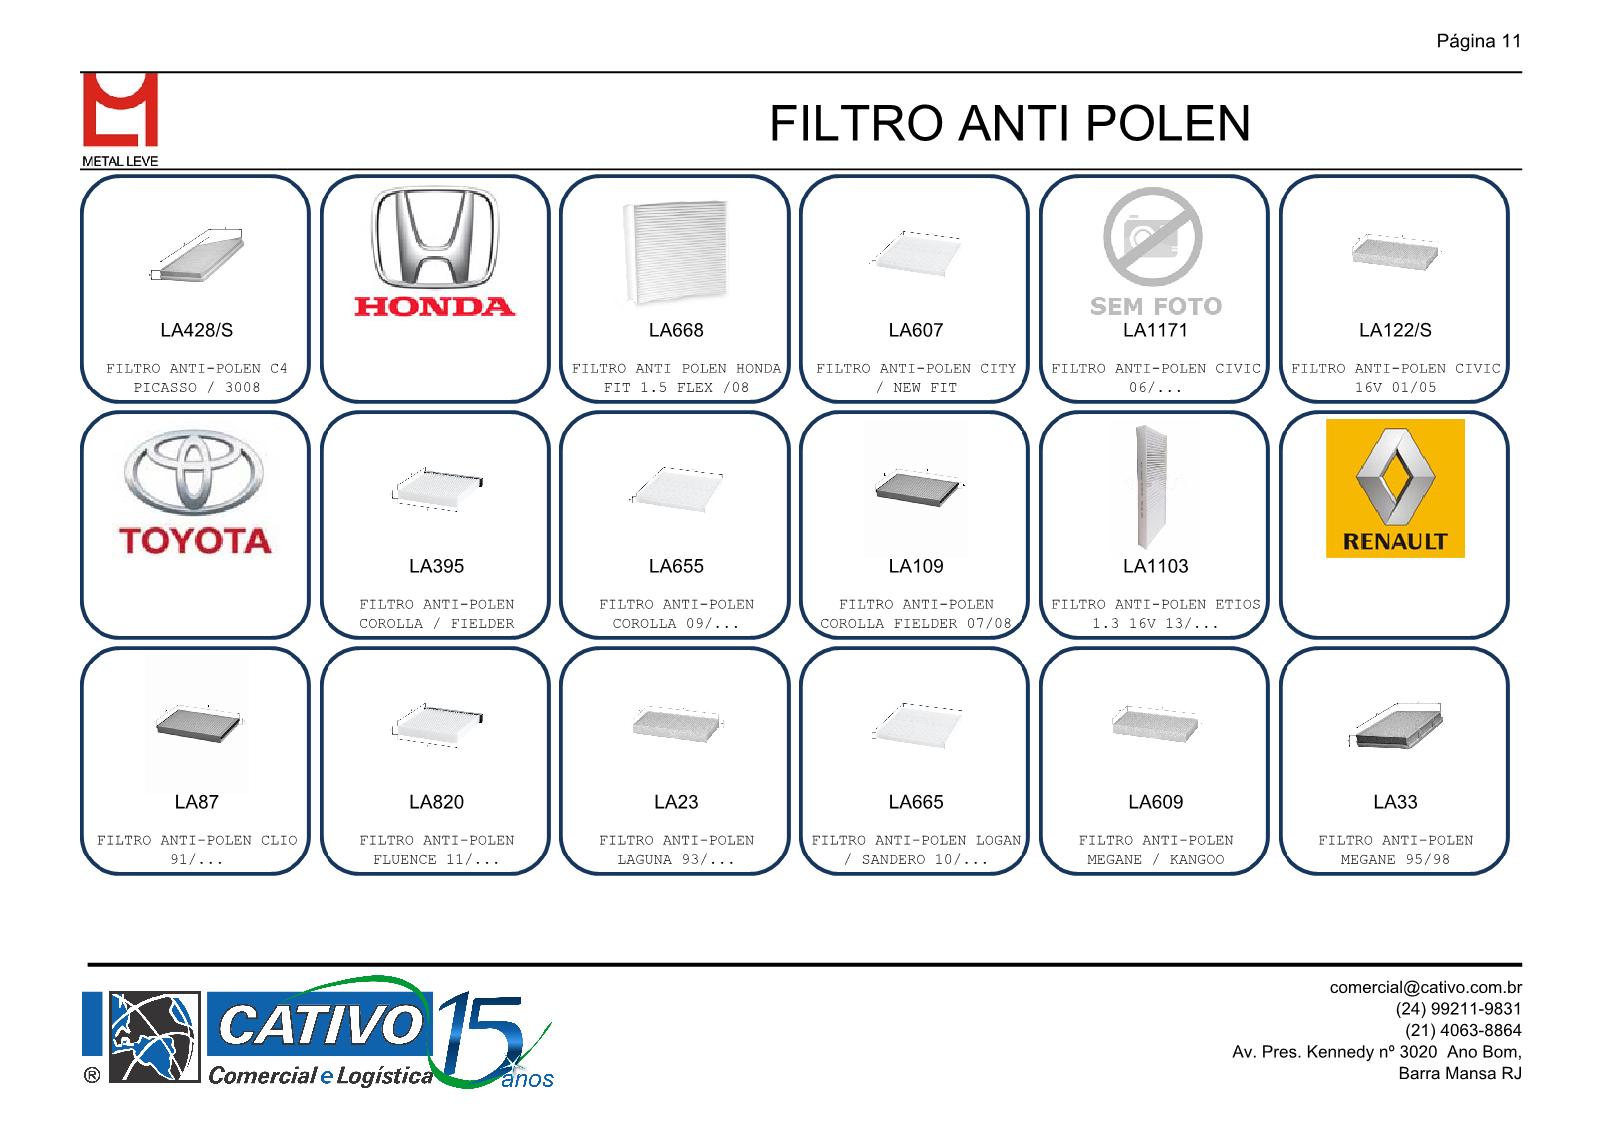 Página 11
METAL LEVE
FILTRO ANTI POLEN
LA428/S
FILTRO ANTI-POLEN C4
PICASSO / 3008
HONDA
LA668
FILTRO ANTI POLEN HONDA
FIT 1.5 FLEX /08
LA607
FILTRO ANTI-POLEN CITY
/ NEW FIT
SEM FOTO
LA1171
FILTRO ANTI-POLEN CIVIC
06/...
LA122/S
FILTRO ANTI-POLEN CIVIC
16V 01/05
TOYOTA
LA395
FILTRO ANTI-POLEN
COROLLA / FIELDER
LA655
FILTRO ANTI-POLEN
COROLLA 09/...
LA109
FILTRO ANTI-POLEN
COROLLA FIELDER 07/08
LA1103
FILTRO ANTI-POLEN ETIOS
1.3 16V 13/...
RENAULT
LA87
FILTRO ANTI-POLEN CLIO
91/...
LA820
FILTRO ANTI-POLEN
FLUENCE 11/...
LA23
FILTRO ANTI-POLEN
LAGUNA 93/...
LA665
FILTRO ANTI-POLEN LOGAN
/ SANDERO 10/...
LA609
FILTRO ANTI-POLEN
MEGANE / KANGOO
LA33
FILTRO ANTI-POLEN
MEGANE 95/98
CATIVO 15
® Comercial e Logística anos
comercial@cativo.com.br
(24) 99211-9831
(21) 4063-8864
Av. Pres. Kennedy nº 3020  Ano Bom,
Barra Mansa RJ